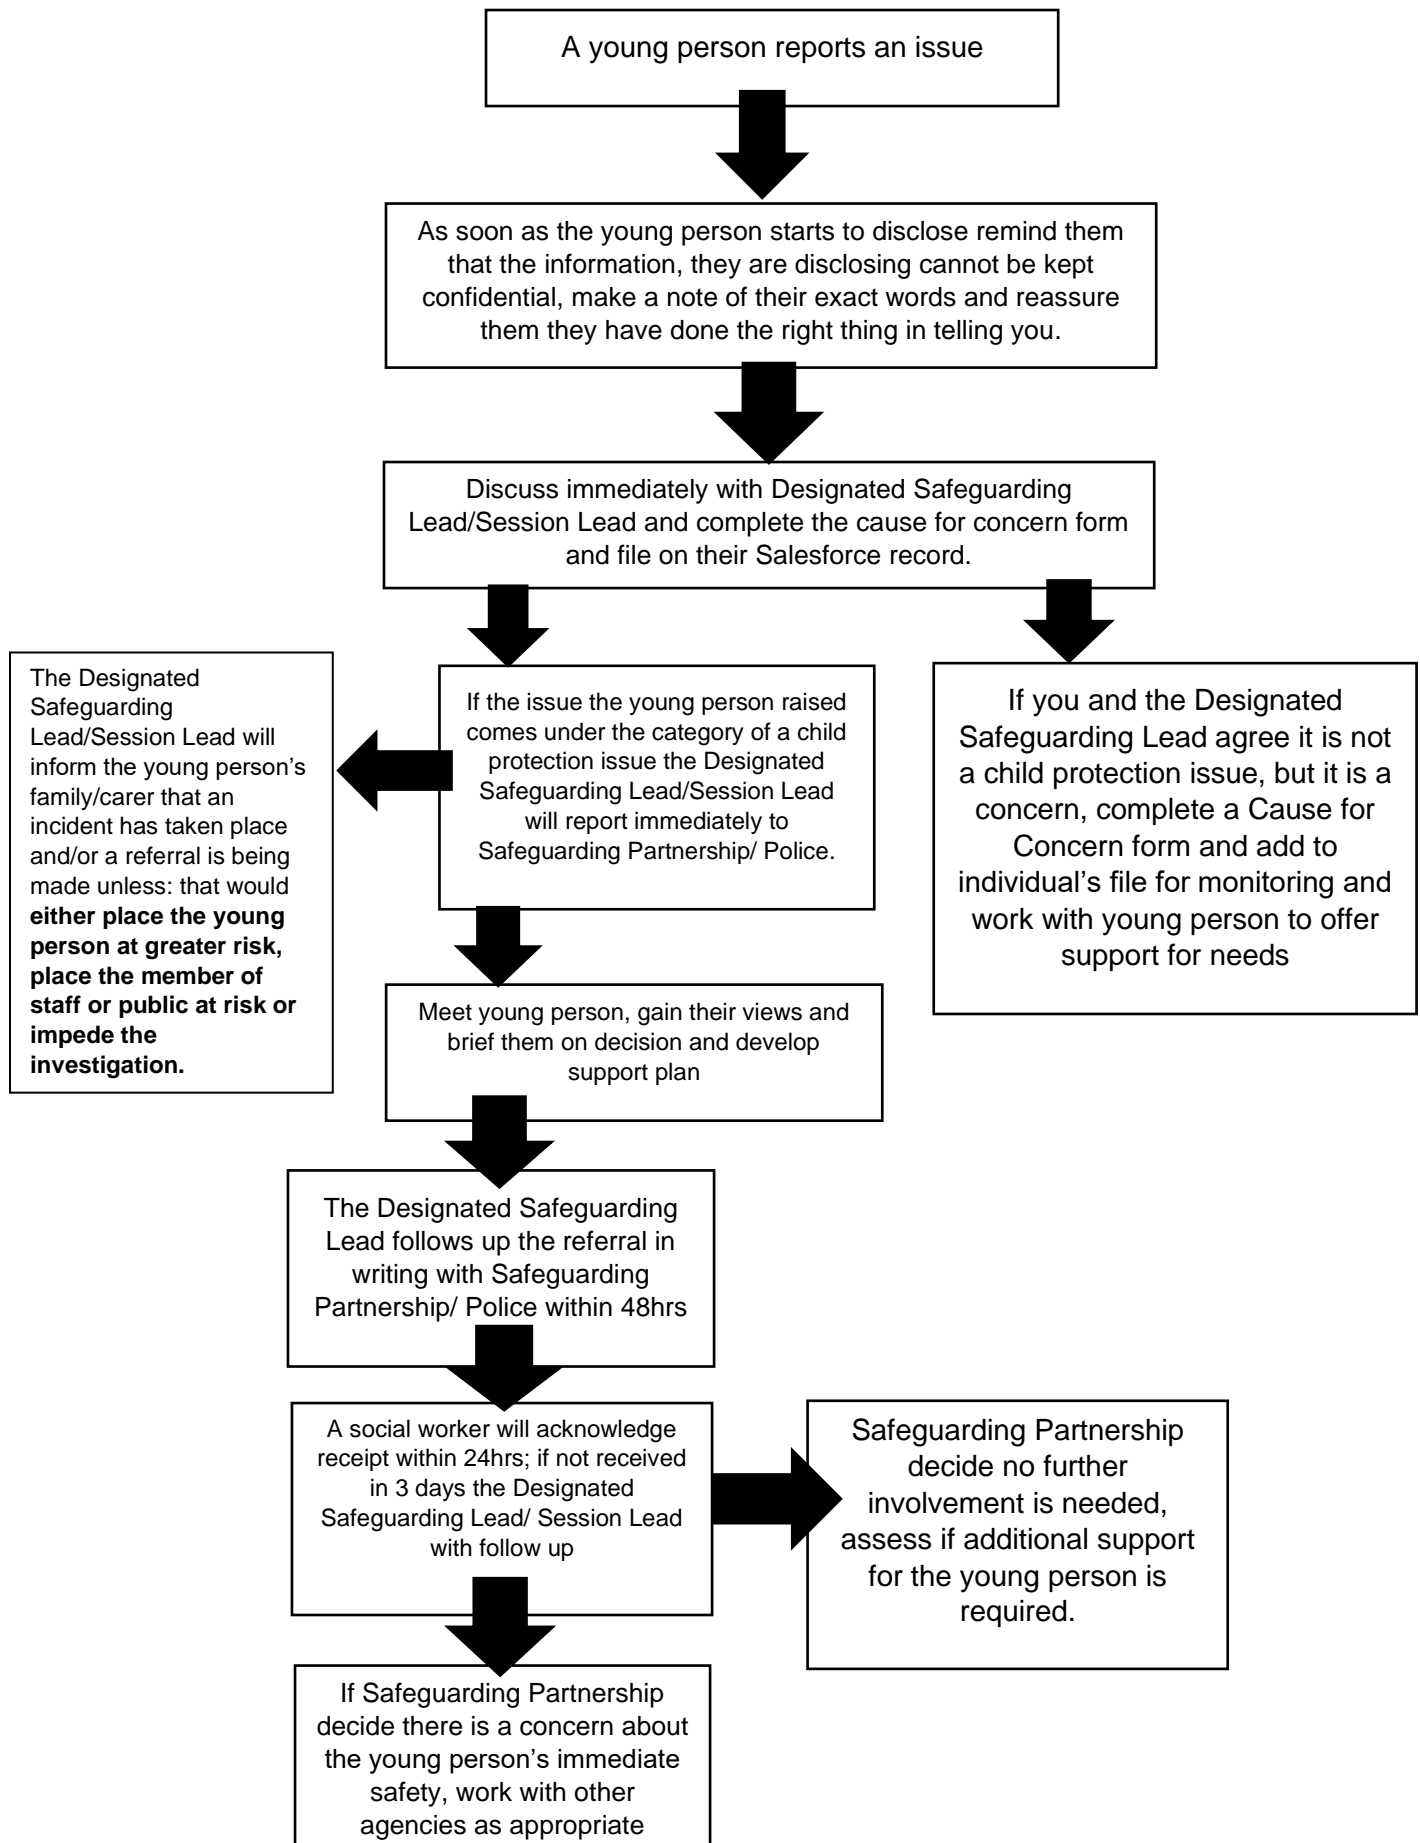 A young person reports an issue
As soon as the young person starts to disclose remind them
that the information, they are disclosing cannot be kept
confidential, make a note of their exact words and reassure
them they have done the right thing in telling you.
Discuss immediately with Designated Safeguarding
Lead/Session Lead and complete the cause for concern form
and file on their Salesforce record.
The Designated
Safeguarding
Lead/Session Lead will
inform the young person’s
family/carer that an
incident has taken place
and/or a referral is being
made unless: that would
either place the young
person at greater risk,
place the member of
staff or public at risk or
impede the
investigation.
If the issue the young person raised
comes under the category of a child
protection issue the Designated
Safeguarding Lead/Session Lead
will report immediately to
Safeguarding Partnership/ Police.
If you and the Designated
Safeguarding Lead agree it is not
a child protection issue, but it is a
concern, complete a Cause for
Concern form and add to
individual’s file for monitoring and
work with young person to offer
support for needs
Meet young person, gain their views and
brief them on decision and develop
support plan
The Designated Safeguarding
Lead follows up the referral in
writing with Safeguarding
Partnership/ Police within 48hrs
A social worker will acknowledge
receipt within 24hrs; if not received
in 3 days the Designated
Safeguarding Lead/ Session Lead
with follow up
Safeguarding Partnership
decide no further
involvement is needed,
assess if additional support
for the young person is
required.
If Safeguarding Partnership
decide there is a concern about
the young person’s immediate
safety, work with other
agencies as appropriate